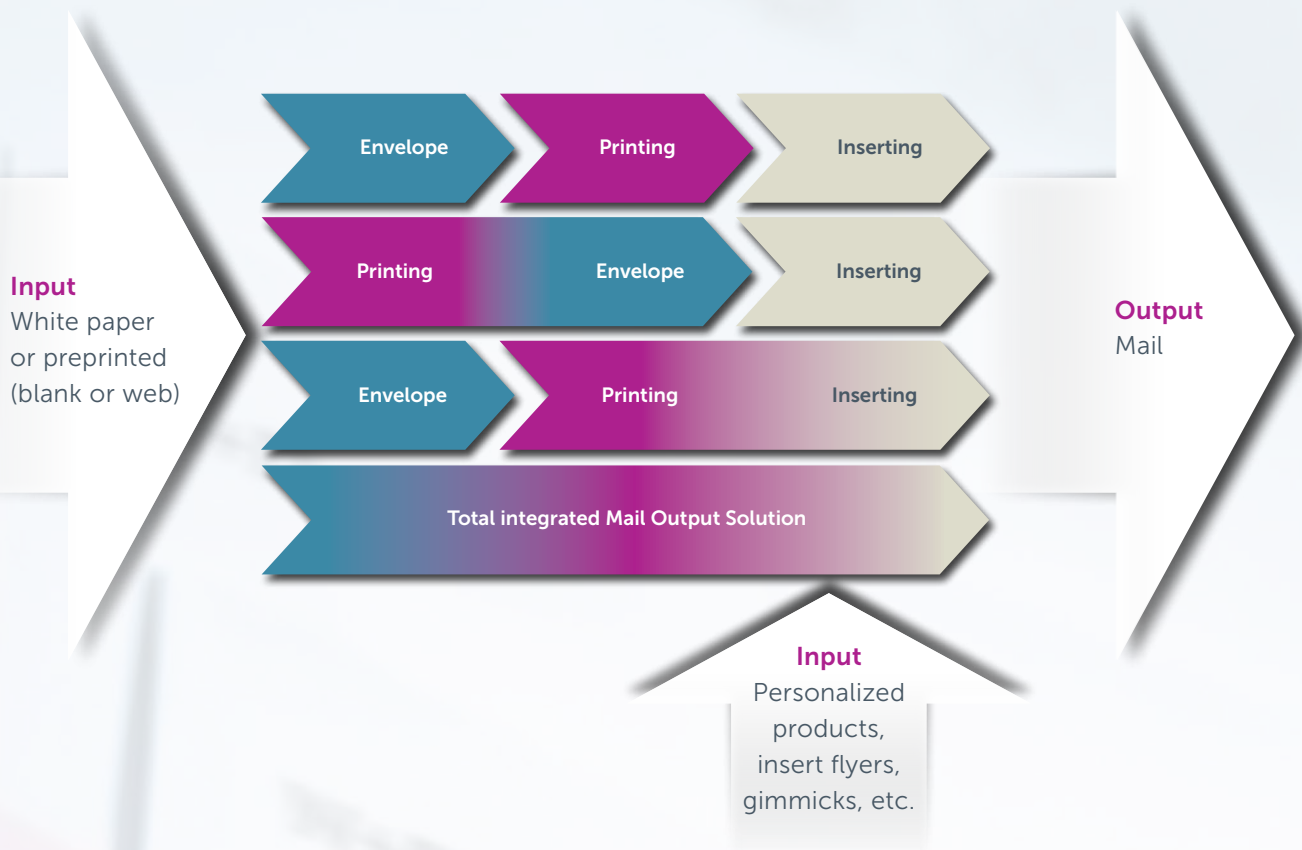 Input
White paper
or preprinted
(blank or web)
Envelope
Printing
Inserting
Printing
Envelope
Inserting
Envelope
Printing
Inserting
Total integrated Mail Output Solution
Output
Mail
Input
Personalized
products,
insert flyers,
gimmicks, etc.